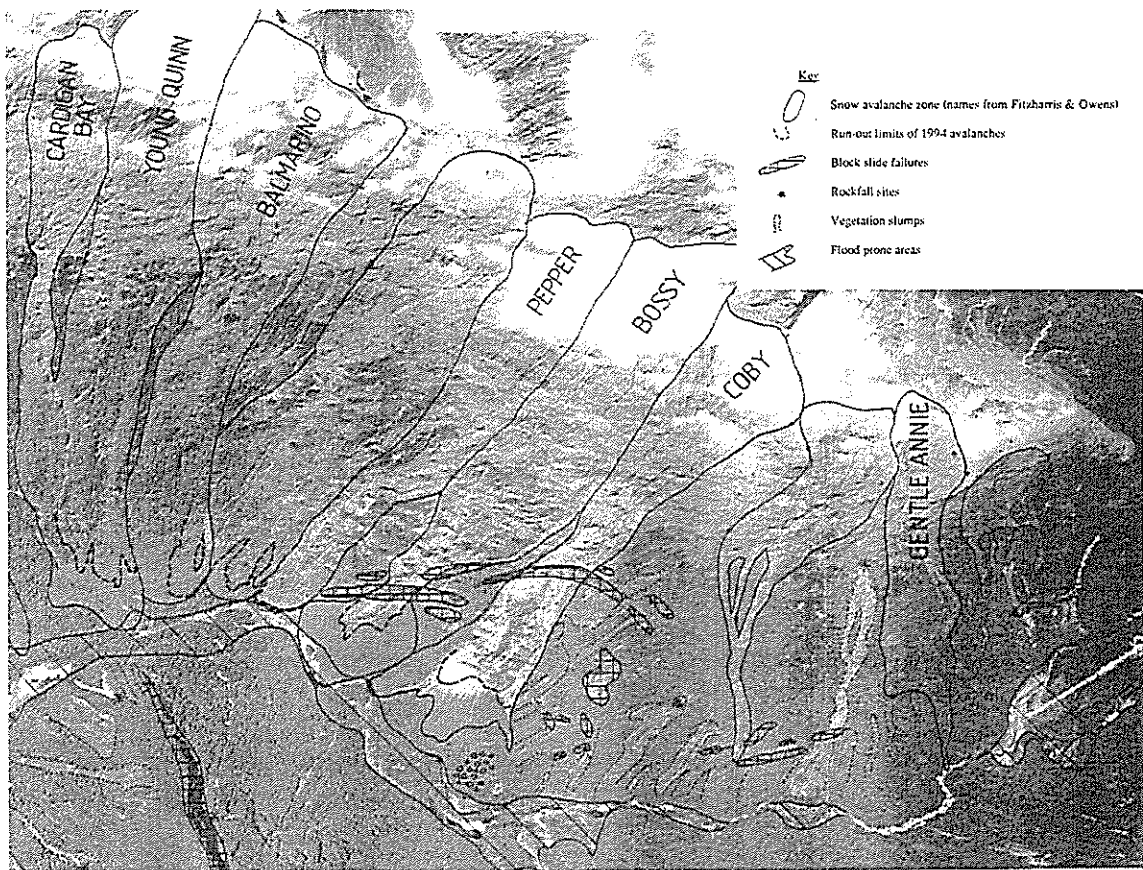 CARDIGAN
BAY
YOUNG QUINN
BALMARINO
PEPPER
BOSSY
COBY
GENTLE ANNIE
Key
Snow avalanche zone (names from Fitzharris & Owens)
Run-out limits of 1994 avalanches
Block slide failures
Rockfall sites
Vegetation slumps
Flood prone areas